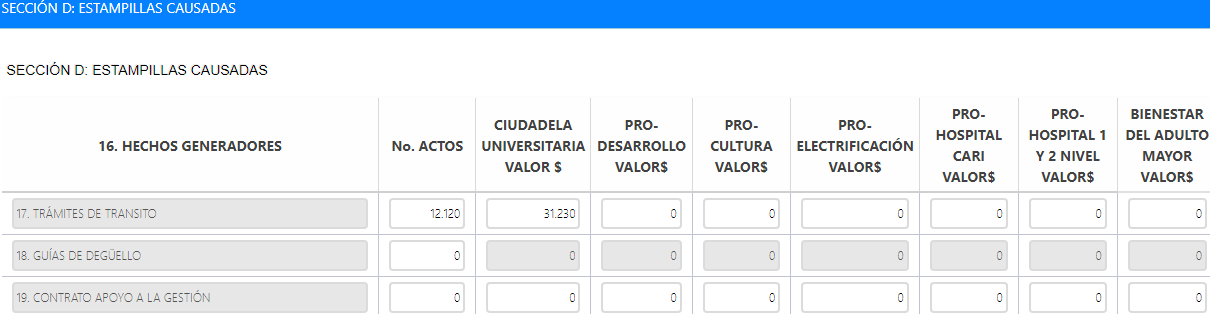 SECCIÓN D: ESTAMPILLAS CAUSADAS
SECCIÓN D: ESTAMPILLAS CAUSADAS
16. HECHOS GENERADORES No. ACTOS CIUDADELA UNIVERSITARIA VALOR $ PRO-DESARROLLO VALOR$ PRO-CULTURA VALOR$ PRO-ELECTRIFICACIÓN VALOR$ PRO-HOSPITAL CARI VALOR$ PRO-HOSPITAL 1 Y 2 NIVEL VALOR$ BIENESTAR DEL ADULTO MAYOR VALOR$
17. TRÁMITES DE TRANSITO 12.120 31.230 0 0 0 0 0 0
18. GUÍAS DE DEGÜELLO 0 0 0 0 0 0 0 0
19. CONTRATO APOYO A LA GESTIÓN 0 0 0 0 0 0 0 0